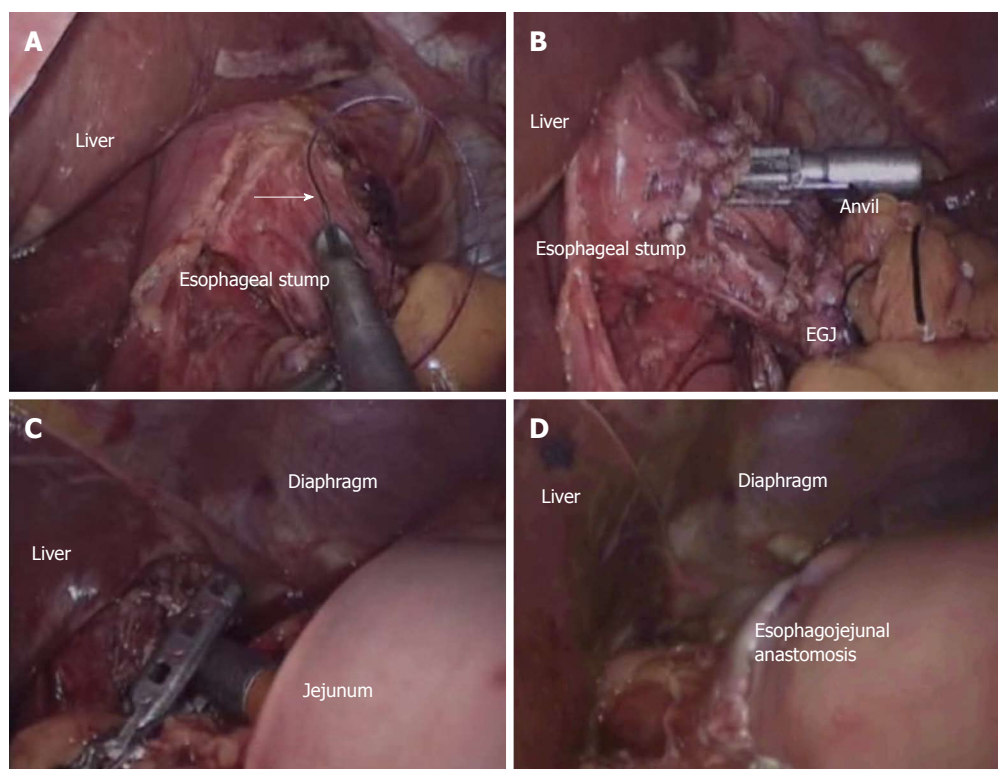 A
Liver
Esophageal stump
B
Liver
Anvil
Esophageal stump
EGJ
C
Diaphragm
Liver
Jejunum
D
Liver
Diaphragm
Esophagojejunal
anastomosis